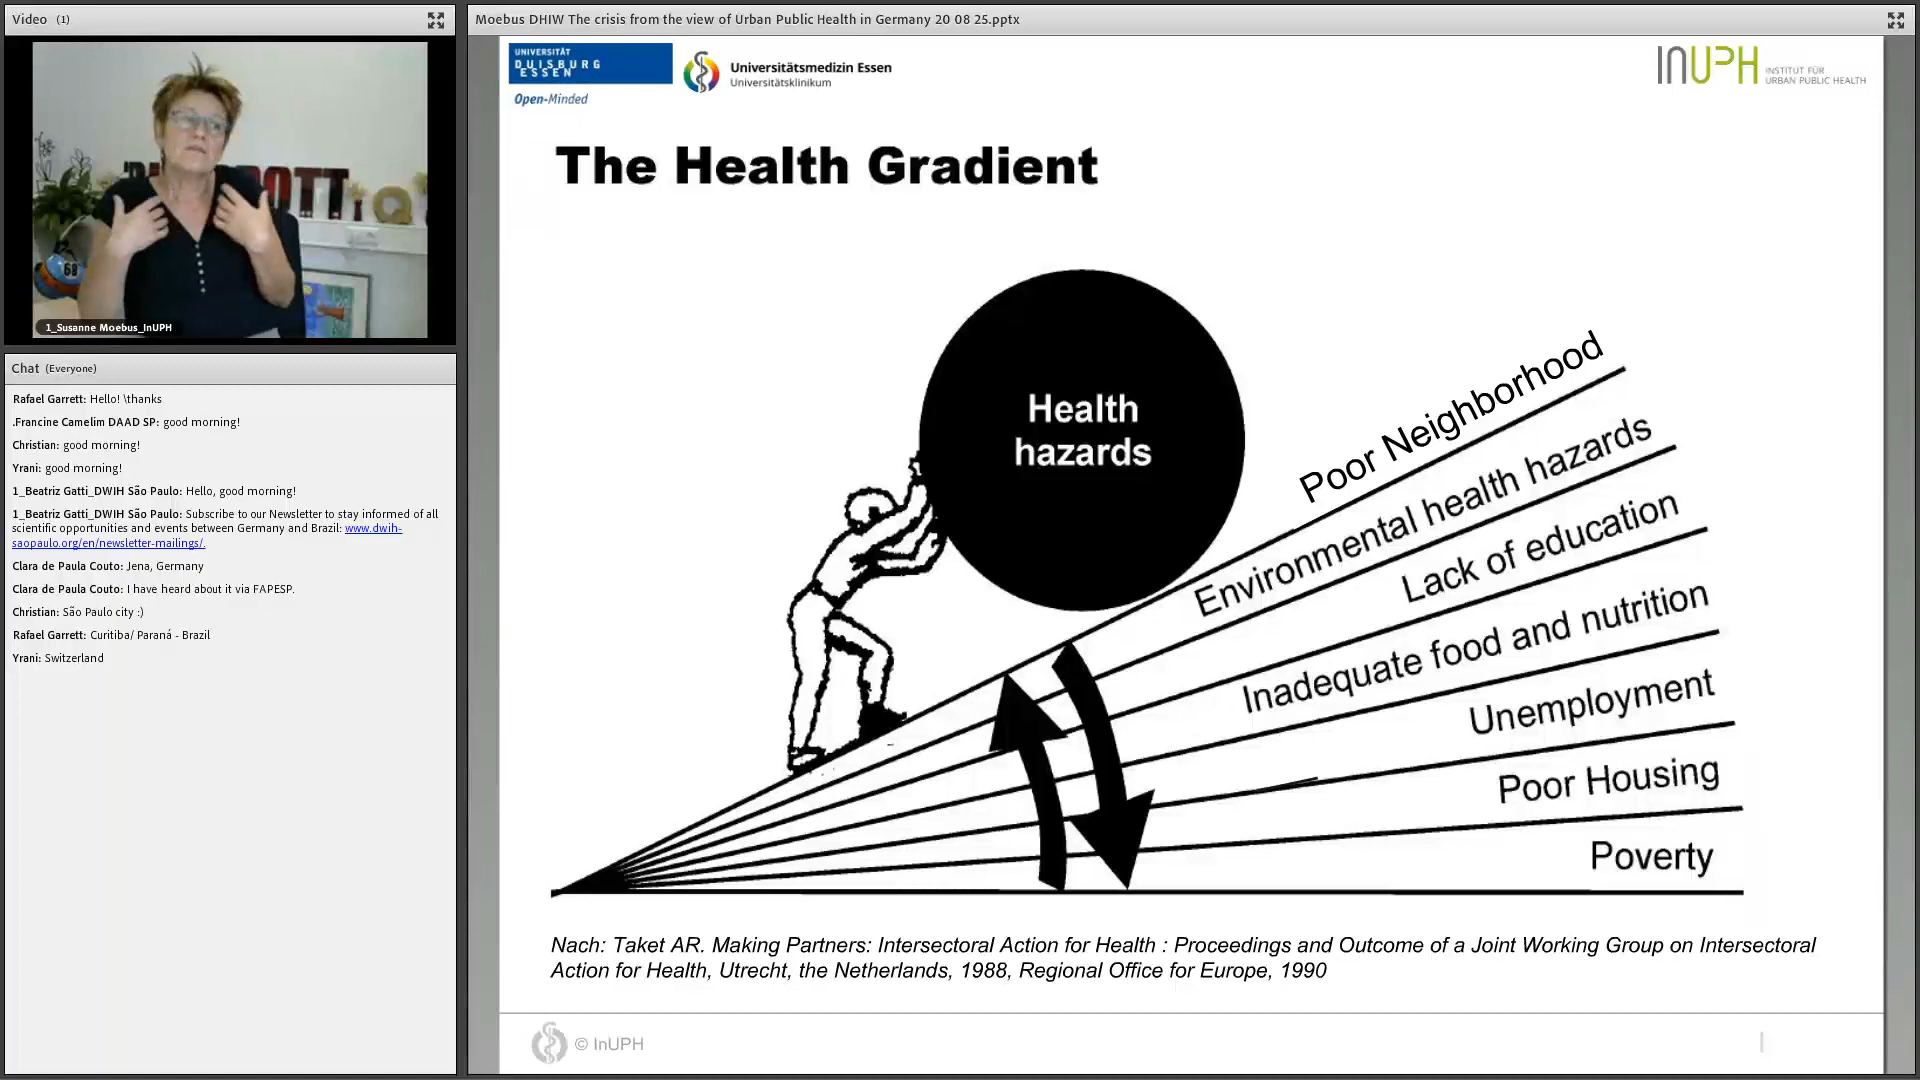 Video (1)
1_Susanne Moebus_InUPH
Chat (Everyone)
Rafael Garrett: Hello! \thanks
.Francine Camelim DAAD SP: good morning!
Christian: good morning!
Yrani: good morning!
1_Beatriz Gatti_DWIH São Paulo: Hello, good morning!
1_Beatriz Gatti_DWIH São Paulo: Subscribe to our Newsletter to stay informed of all
scientific opportunities and events between Germany and Brazil: www.dwih-
saopaulo.org/en/newsletter-mailings/.
Clara de Paula Couto: Jena, Germany
Clara de Paula Couto: I have heard about it via FAPESP.
Christian: São Paulo city :)
Rafael Garrett: Curitiba/ Paraná - Brazil
Yrani: Switzerland
Moebus DHIW The crisis from the view of Urban Public Health in Germany 20 08 25.pptx
UNIVERSITÄT
DUISBURG
ESSEN
Open-Minded
Universitätsmedizin Essen
Universitätsklinikum
INUPH
INSTITUT FÜR
URBAN PUBLIC HEALTH
The Health Gradient
Health
hazards
Poor Neighborhood
Environmental health hazards
Lack of education
Inadequate food and nutrition
Unemployment
Poor Housing
Poverty
Nach: Taket AR. Making Partners: Intersectoral Action for Health : Proceedings and Outcome of a Joint Working Group on Intersectoral
Action for Health, Utrecht, the Netherlands, 1988, Regional Office for Europe, 1990
© InUPH